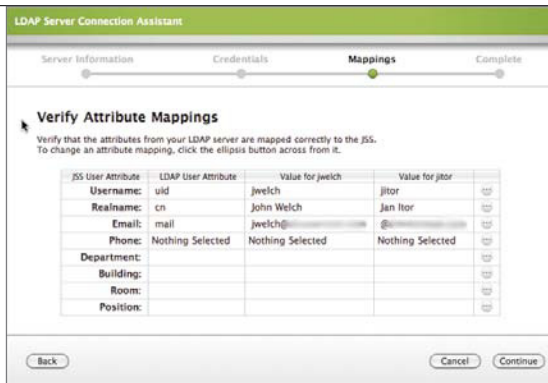 LDAP Server Connection Assistant
Server Information Credentials Mappings Complete
Verify Attribute Mappings
Verify that the attributes from your LDAP server are mapped correctly to the JSS.
To change an attribute mapping, click the ellipsis button across from it.
JSS User Attribute LDAP User Attribute Value for jwelch Value for jitor
Username: uid jwelch jitor
Realname: cn John Welch Jan Itor
Email: mail jwelch@ @
Phone: Nothing Selected Nothing Selected Nothing Selected
Department:
Building:
Room:
Position:
Back Cancel Continue